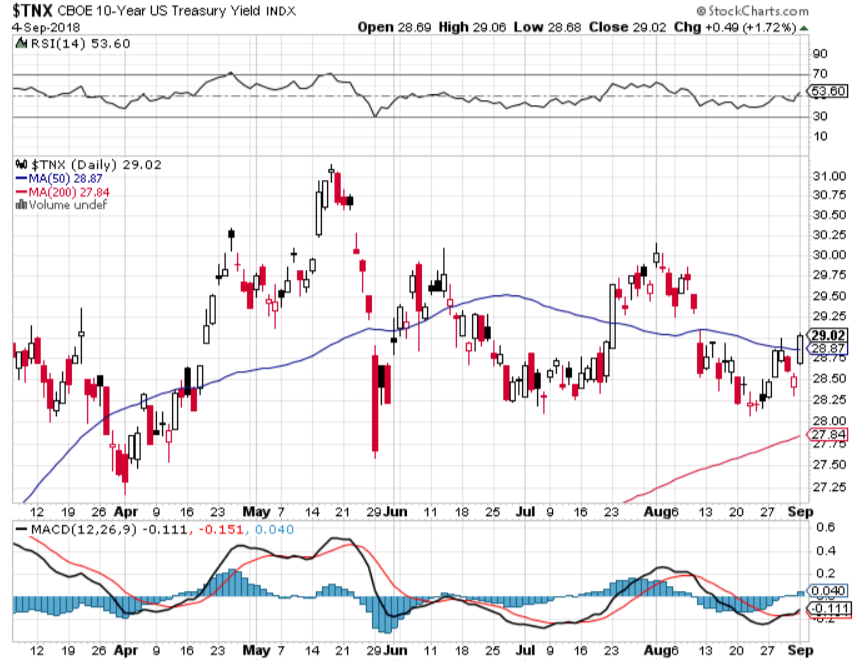 $TNX CBOE 10-Year US Treasury Yield INDX
© StockCharts.com
4-Sep-2018
Open 28.69 High 29.06 Low 28.68 Close 29.02 Chg +0.49 (+1.72%)
RSI(14) 53.60
90
70
53.60
30
10
$TNX (Daily) 29.02
MA(50) 28.87
MA(200) 27.84
Volume undef
31.00
30.75
30.50
30.25
30.00
29.75
29.50
29.25
29.02
28.87
28.75
28.50
28.25
28.00
27.84
27.75
27.50
27.25
12 19 26 Apr 9 16 23 May 7 14 21 29 Jun 11 18 25 Jul 9 16 23 Aug 6 13 20 27 Sep
MACD(12,26,9) -0.111, -0.151, 0.040
0.6
0.4
0.2
0.040
-0.111
-0.2
12 19 26 Apr 9 16 23 May 7 14 21 29 Jun 11 18 25 Jul 9 16 23 Aug 6 13 20 27 Sep